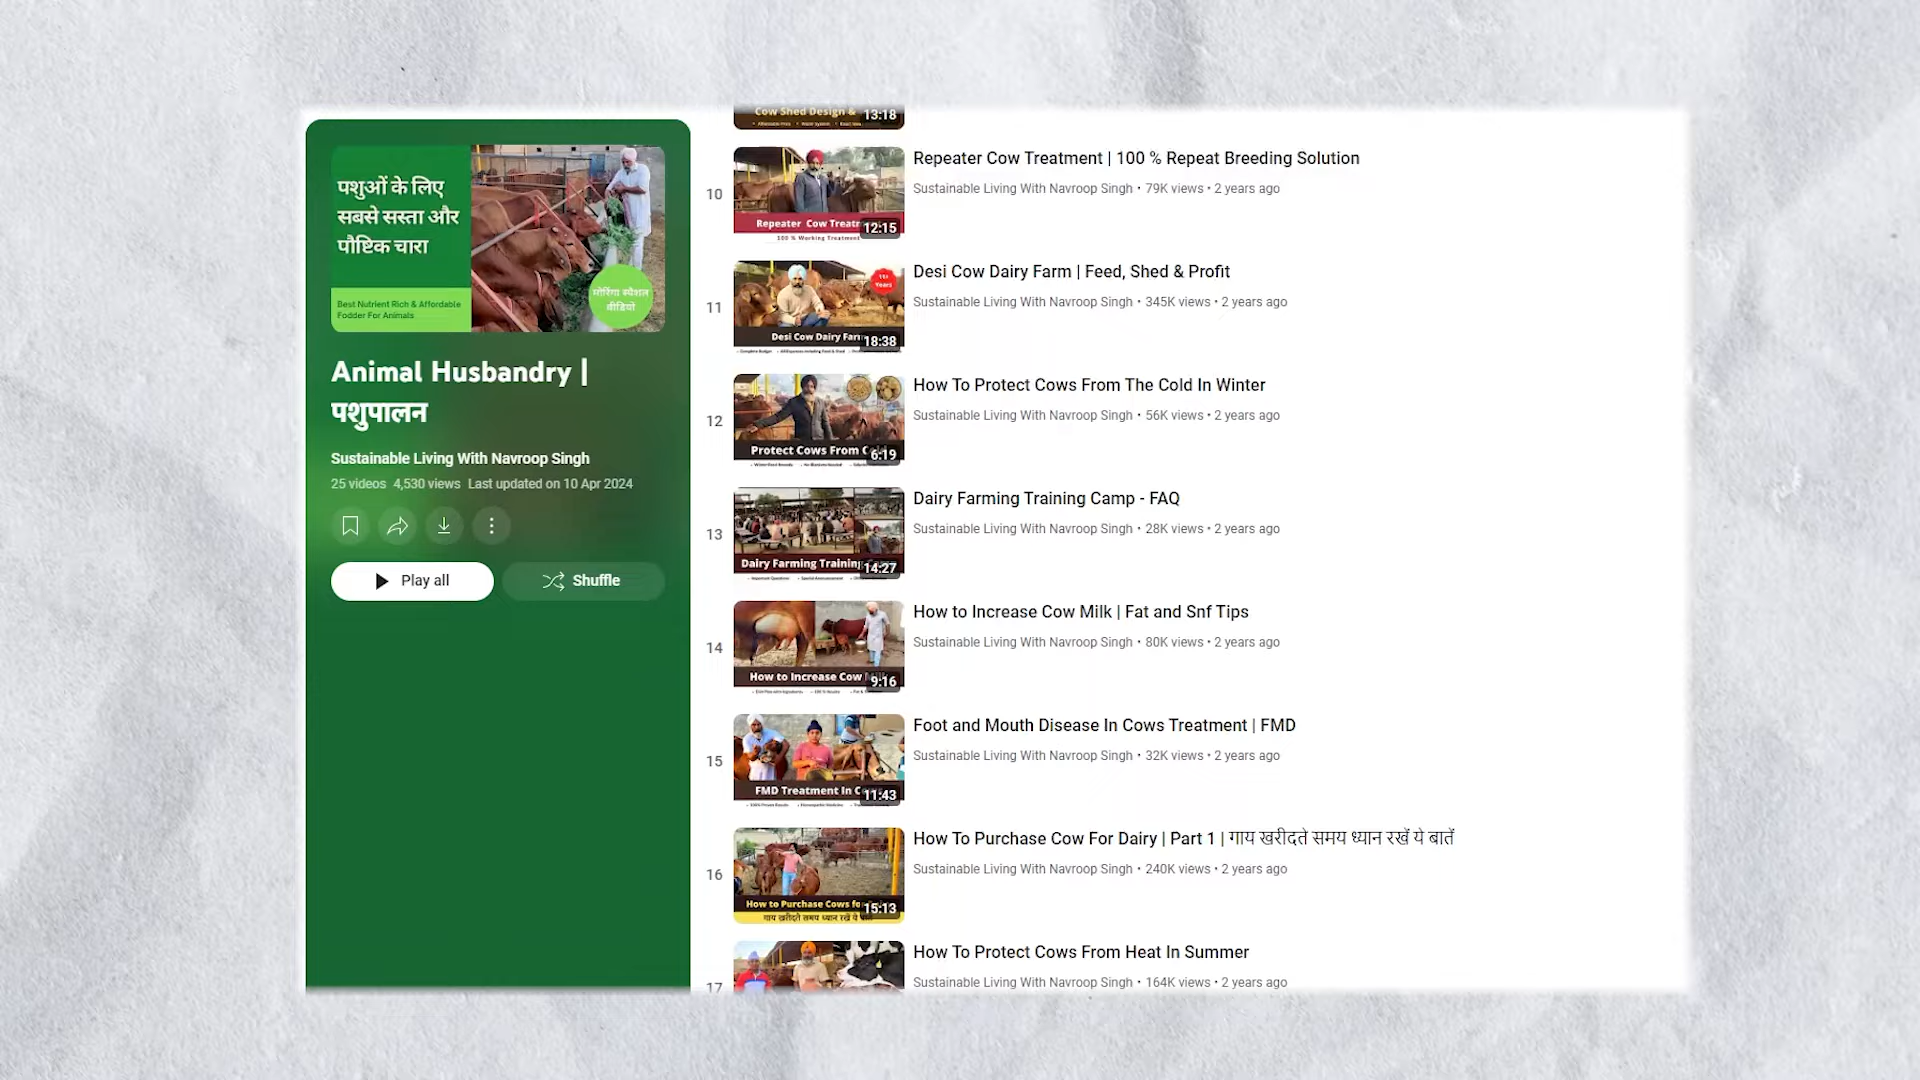 पशुओं के लिए
सबसे सस्ता और
पौष्टिक चारा
Best Nutrient Rich & Affordable
Fodder For Animals
मोरिंगा स्पेशल
वीडियो
Animal Husbandry |
पशुपालन
Sustainable Living With Navroop Singh
25 videos 4,530 views Last updated on 10 Apr 2024
Play all
Shuffle
Cow Shed Design &
13:18
10
Repeater Cow
12:15
100 % Working Treatment
Repeater Cow Treatment | 100 % Repeat Breeding Solution
Sustainable Living With Navroop Singh • 79K views • 2 years ago
11
Desi Cow Dairy
18:38
Desi Cow Dairy Farm | Feed, Shed & Profit
Sustainable Living With Navroop Singh • 345K views • 2 years ago
12
Protect Cows From
6:19
How To Protect Cows From The Cold In Winter
Sustainable Living With Navroop Singh • 56K views • 2 years ago
13
Dairy Farming Training
14:27
Dairy Farming Training Camp - FAQ
Sustainable Living With Navroop Singh • 28K views • 2 years ago
14
How to Increase Cow
9:16
How to Increase Cow Milk | Fat and Snf Tips
Sustainable Living With Navroop Singh • 80K views • 2 years ago
15
FMD Treatment In
11:43
Foot and Mouth Disease In Cows Treatment | FMD
Sustainable Living With Navroop Singh • 32K views • 2 years ago
16
How to Purchase Cows
15:13
गाय खरीदते समय ध्यान रखें ये
How To Purchase Cow For Dairy | Part 1 | गाय खरीदते समय ध्यान रखें ये बातें
Sustainable Living With Navroop Singh • 240K views • 2 years ago
17
How To Protect Cows From Heat In Summer
Sustainable Living With Navroop Singh • 164K views • 2 years ago